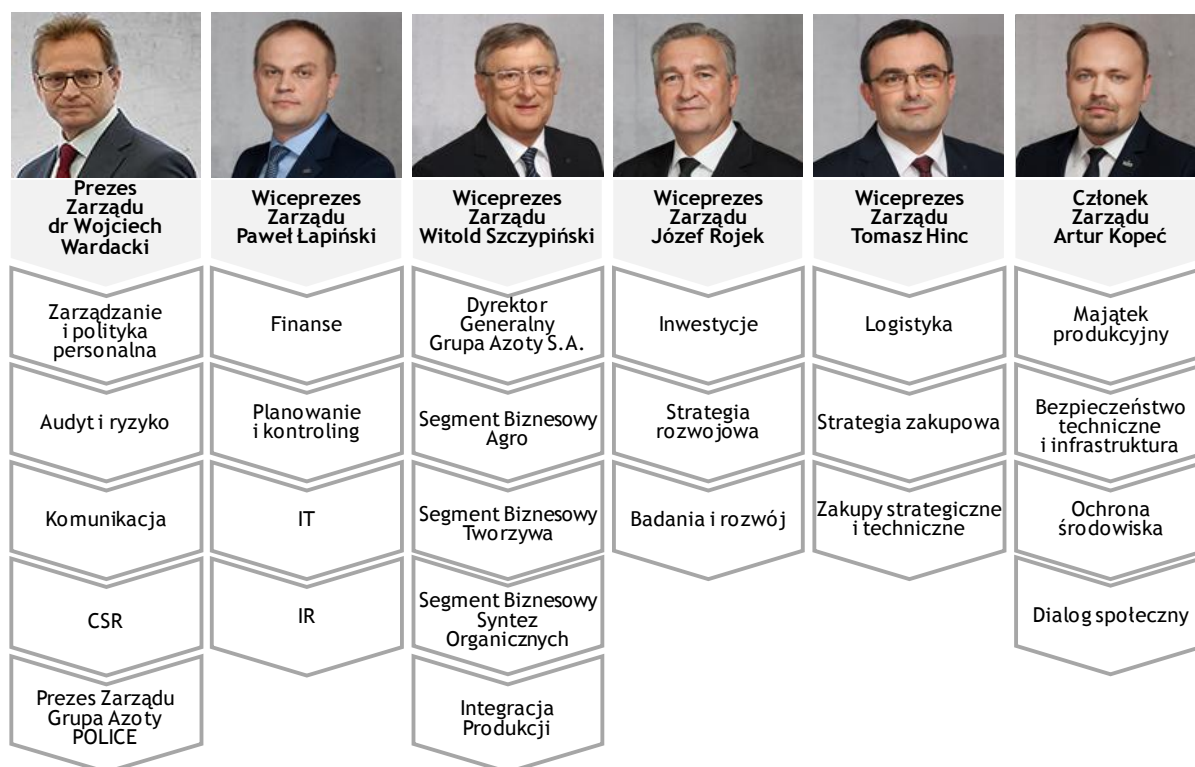 Prezes
Zarządu
dr Wojciech
Wardacki
Wiceprezes
Zarządu
Paweł Łapiński
Wiceprezes
Zarządu
Witold Szczypiński
Wiceprezes
Zarządu
Józef Rojek
Wiceprezes
Zarządu
Tomasz Hinc
Członek
Zarządu
Artur Kopeć
Zarządzanie
i polityka
personalna
Finanse
Dyrektor
Generalny
Grupa Azoty S.A.
Inwestycje
Logistyka
Majątek
produkcyjny
Audyt i ryzyko
Planowanie
i kontroling
Segment Biznesowy
Agro
Strategia
rozwojowa
Strategia zakupowa
Bezpieczeństwo
techniczne
i infrastruktura
Komunikacja
IT
Segment Biznesowy
Tworzywa
Badania i rozwój
Zakupy strategiczne
i techniczne
Ochrona
środowiska
CSR
IR
Segment Biznesowy
Syntez
Organicznych
Dialog społeczny
Prezes Zarządu
Grupa Azoty
POLICE
Integracja
Produkcji